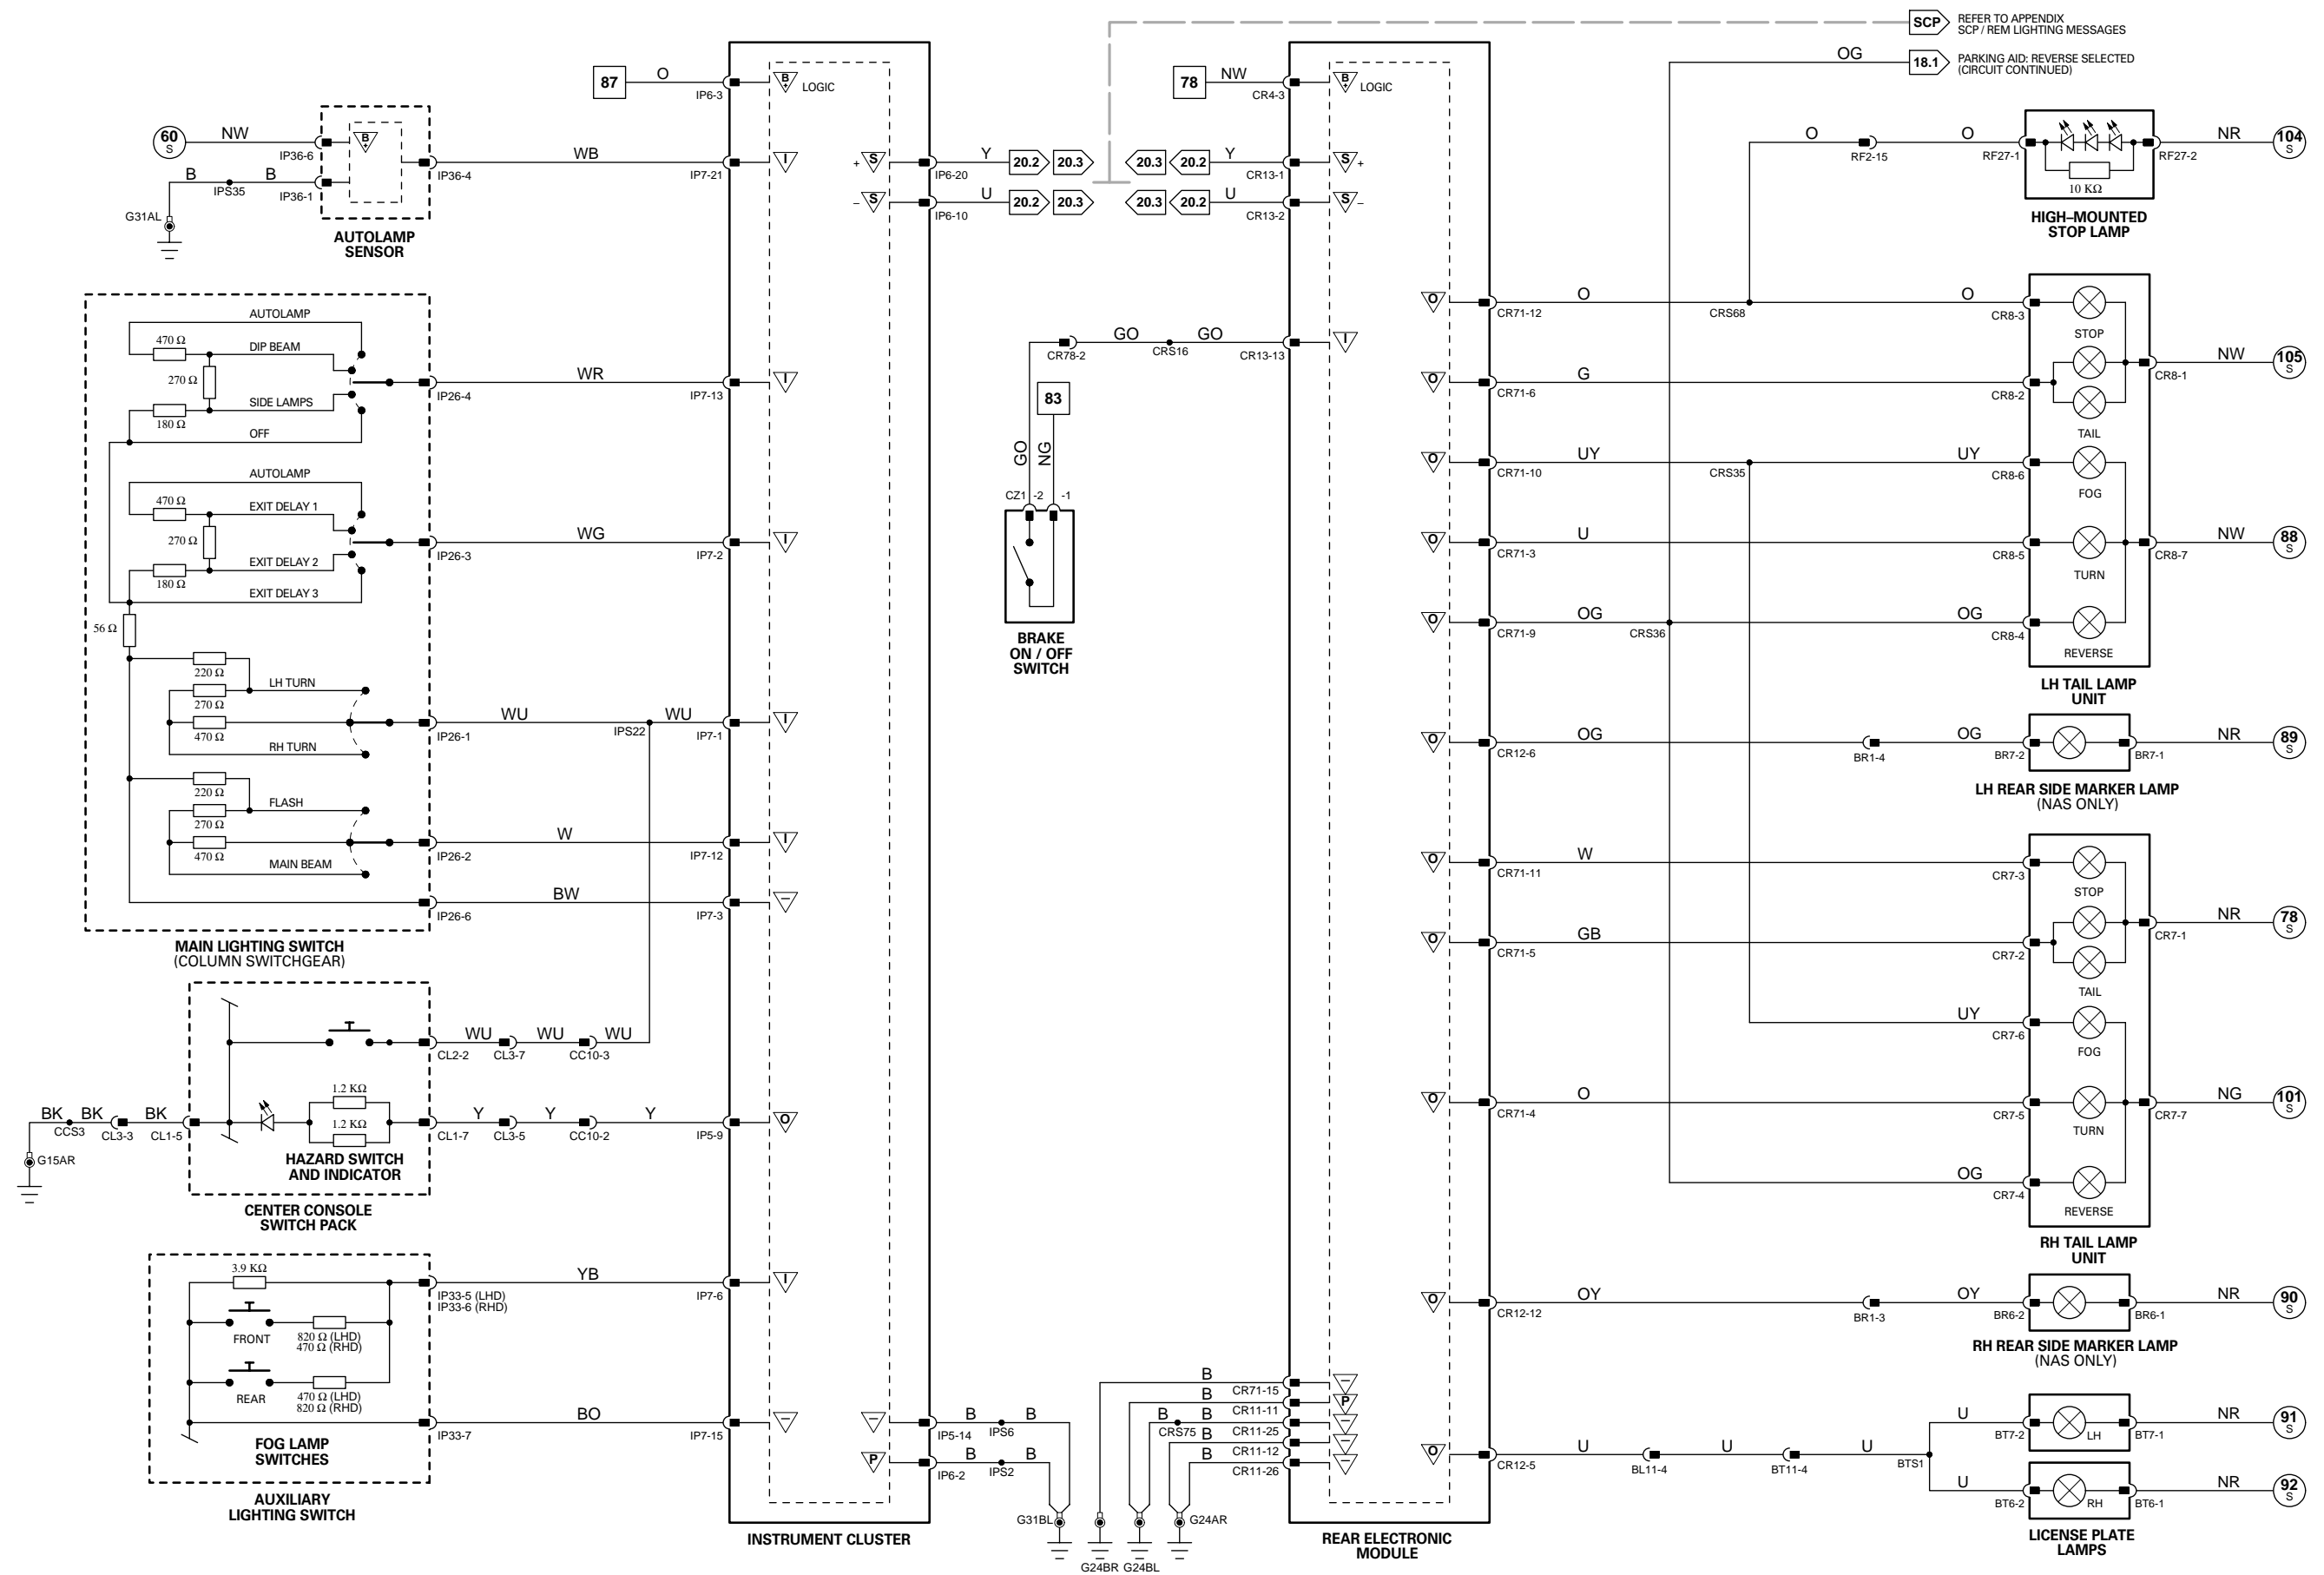 SCP
REFER TO APPENDIX
SCP / REM LIGHTING MESSAGES
OG
18.1
PARKING AID: REVERSE SELECTED
(CIRCUIT CONTINUED)
60
S
NW
IP36-6
B
+
B
IPS35
B
IP36-1
G31AL
IP36-4
WB
IP7-21
AUTOLAMP
SENSOR
AUTOLAMP
470 Ω
DIP BEAM
270 Ω
SIDE LAMPS
180 Ω
OFF
IP26-4
WR
IP7-13
AUTOLAMP
470 Ω
EXIT DELAY 1
270 Ω
EXIT DELAY 2
180 Ω
EXIT DELAY 3
IP26-3
WG
IP7-2
56 Ω
220 Ω
LH TURN
270 Ω
470 Ω
RH TURN
IP26-1
WU
IPS22
WU
IP7-1
220 Ω
FLASH
270 Ω
470 Ω
MAIN BEAM
IP26-2
W
IP7-12
IP26-6
BW
IP7-3
MAIN LIGHTING SWITCH
(COLUMN SWITCHGEAR)
CL2-2
WU
CL3-7
WU
CC10-3
WU
BK
CCS3
BK
CL3-3
BK
CL1-5
G15AR
1.2 KΩ
1.2 KΩ
CL1-7
Y
CL3-5
Y
CC10-2
Y
IP5-9
HAZARD SWITCH
AND INDICATOR
CENTER CONSOLE
SWITCH PACK
3.9 KΩ
IP33-5 (LHD)
IP33-6 (RHD)
YB
IP7-6
FRONT
820 Ω (LHD)
470 Ω (RHD)
REAR
470 Ω (LHD)
820 Ω (RHD)
IP33-7
BO
IP7-15
FOG LAMP
SWITCHES
AUXILIARY
LIGHTING SWITCH
87
O
IP6-3
B
+
LOGIC
I
I
I
I
I
–
O
I
–
+
S
IP6-20
Y
20.2
20.3
–
S
IP6-10
U
20.2
20.3
–
IP5-14
B
IPS6
B
P
IP6-2
B
IPS2
B
G31BL
INSTRUMENT CLUSTER
78
NW
CR4-3
B
+
LOGIC
20.3
20.2
Y
CR13-1
S
+
20.3
20.2
U
CR13-2
S
–
CR78-2
GO
CRS16
GO
CR13-13
I
83
GO
NG
CZ1
-2
-1
BRAKE
ON / OFF
SWITCH
B
CR71-15
–
B
CR11-11
P
B
CRS75
B
CR11-25
–
B
CR11-12
–
B
CR11-26
–
G24AR
G24BR
G24BL
REAR ELECTRONIC
MODULE
O
CR71-12
O
CRS68
O
CR8-3
O
CR71-6
G
CR8-2
O
CR71-10
UY
CRS35
UY
CR8-6
O
CR71-3
U
CR8-5
O
CR71-9
OG
CRS36
OG
CR8-4
O
CR12-6
OG
BR1-4
OG
BR7-2
O
CR71-11
W
CR7-3
O
CR71-5
GB
CR7-2
UY
CR7-6
O
CR71-4
O
CR7-5
OG
CR7-4
O
CR12-12
OY
BR1-3
OY
BR6-2
O
CR12-5
U
BL11-4
U
BT11-4
U
BTS1
O
RF2-15
O
RF27-1
10 KΩ
RF27-2
NR
104
S
HIGH–MOUNTED
STOP LAMP
STOP
TAIL
FOG
TURN
REVERSE
CR8-1
NW
105
S
CR8-7
NW
88
S
LH TAIL LAMP
UNIT
BR7-1
NR
89
S
LH REAR SIDE MARKER LAMP
(NAS ONLY)
STOP
TAIL
FOG
TURN
REVERSE
CR7-1
NR
78
S
CR7-7
NG
101
S
RH TAIL LAMP
UNIT
BR6-1
NR
90
S
RH REAR SIDE MARKER LAMP
(NAS ONLY)
U
BT7-2
LH
BT7-1
NR
91
S
U
BT6-2
RH
BT6-1
NR
92
S
LICENSE PLATE
LAMPS